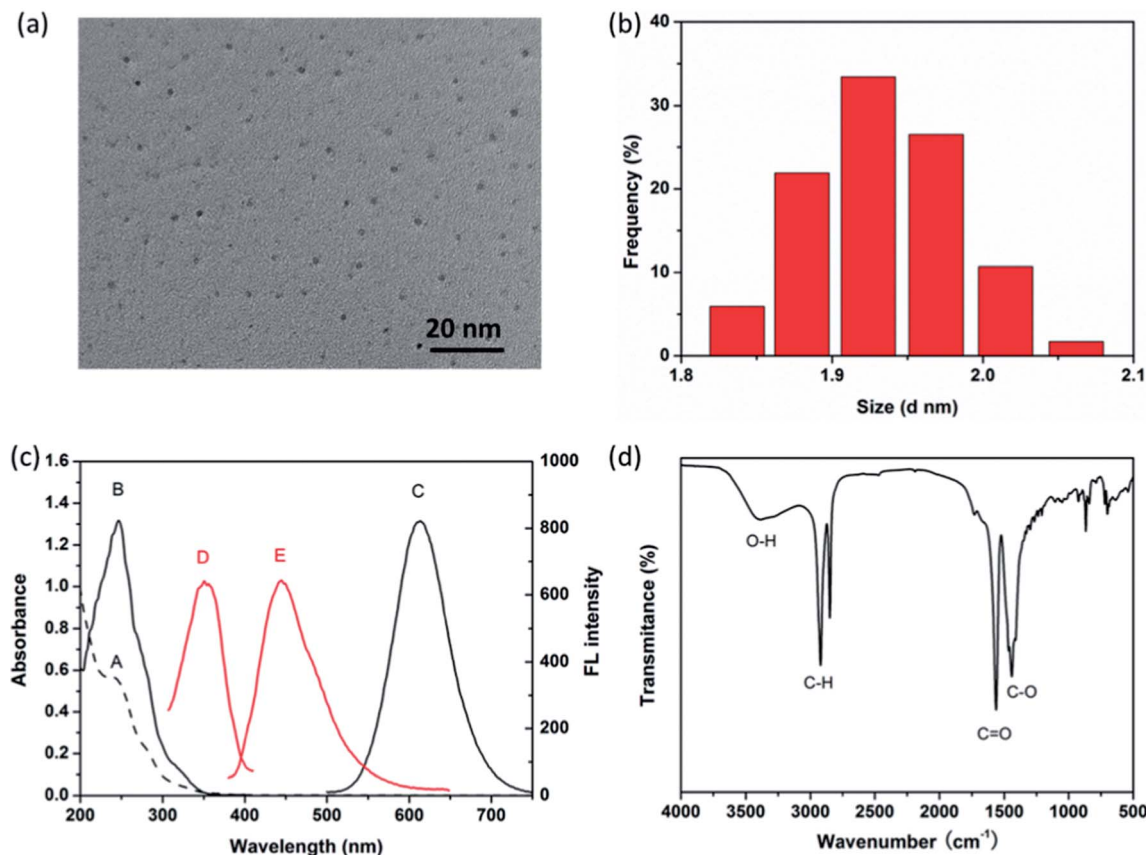 (a)
20 nm
(b)
40
30
20
10
0
Frequency (%)
1.8 1.9 2.0 2.1
Size (d nm)
(c)
1.6
1.4
1.2
1.0
0.8
0.6
0.4
0.2
0.0
Absorbance
B
D
E
C
A
1000
800
600
400
200
0
FL intensity
200 300 400 500 600 700
Wavelength (nm)
(d)
Transmitance (%)
O-H
C-H
C=O
C-O
4000 3500 3000 2500 2000 1500 1000 500
Wavenumber (cm⁻¹)